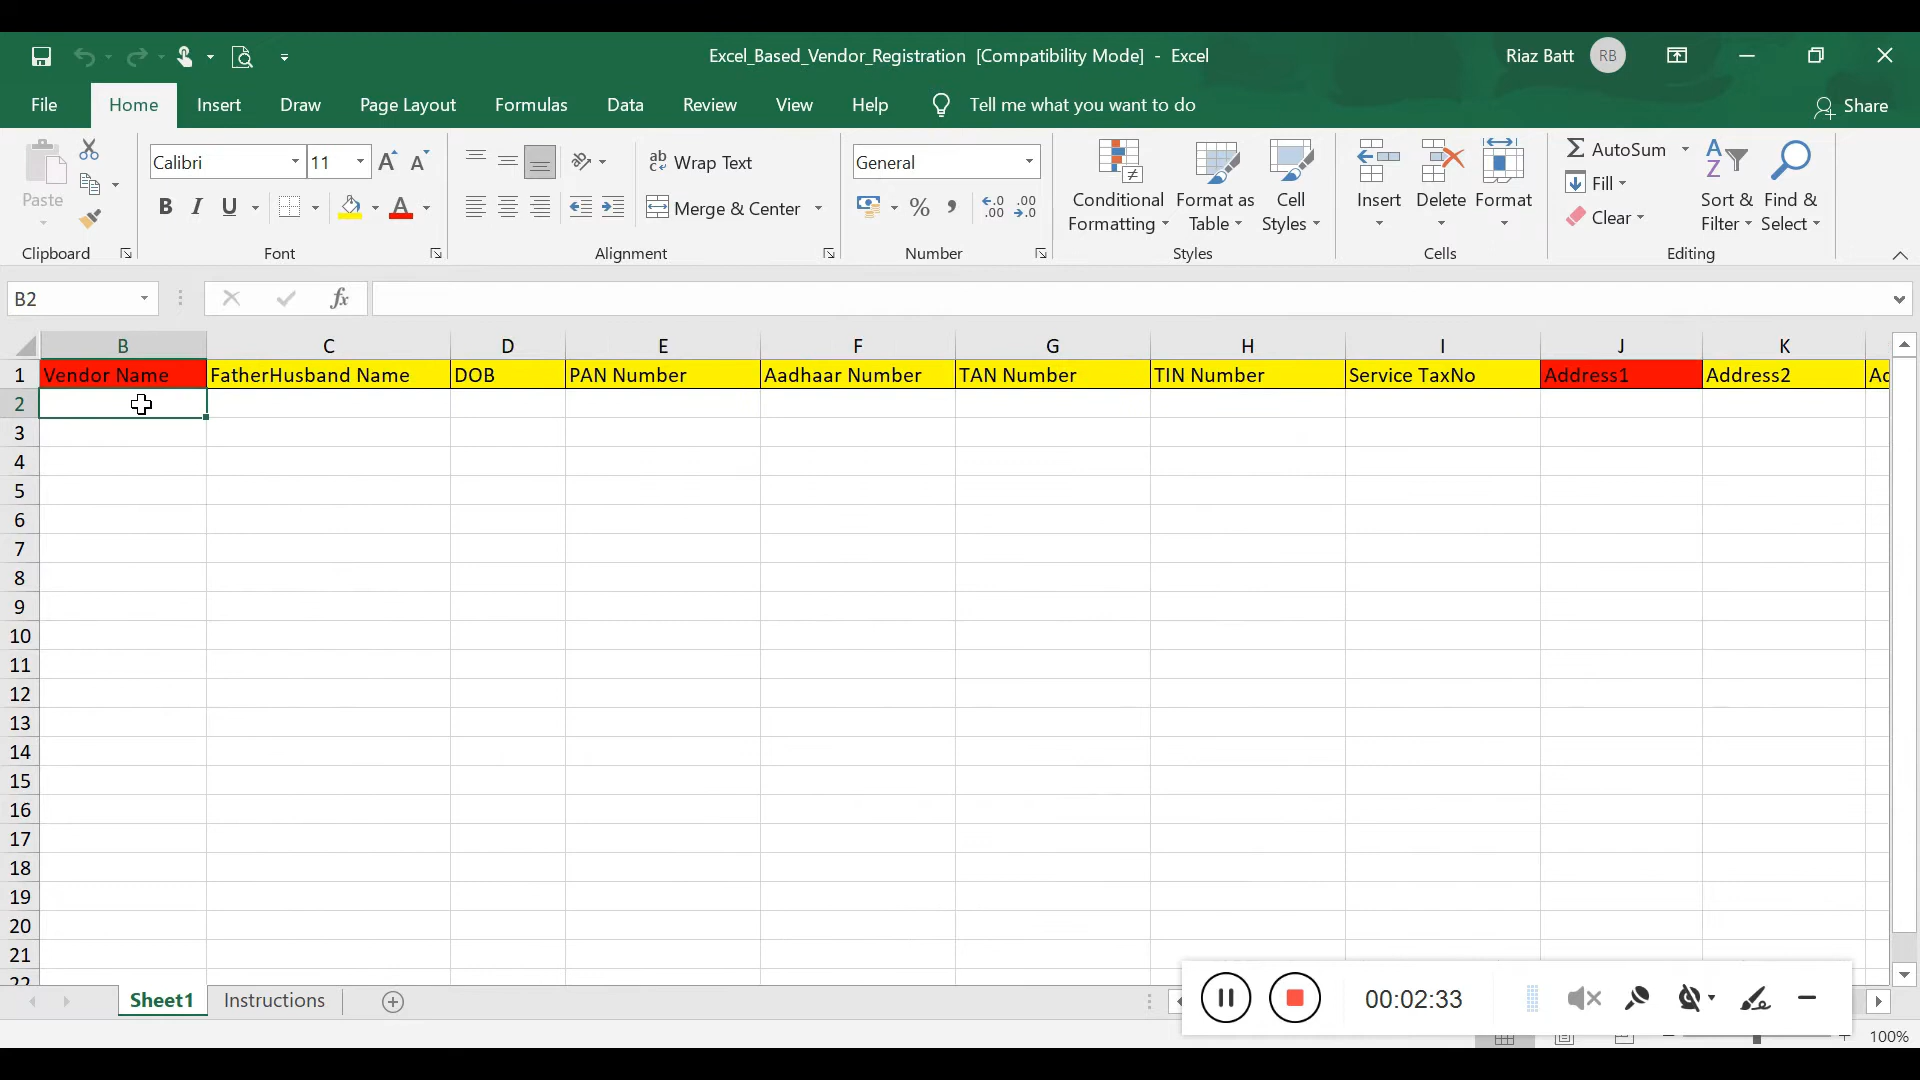 Excel_Based_Vendor_Registration [Compatibility Mode] - Excel
Riaz Batt RB
File Home Insert Draw Page Layout Formulas Data Review View Help Tell me what you want to do Share
Paste
Calibri 11
ab Wrap Text
General
AutoSum
Fill
Clear
B I U
Merge & Center
Conditional Formatting
Format as Table
Cell Styles
Insert Delete Format
Sort & Filter
Find & Select
Clipboard Font Alignment Number Styles Cells Editing
B2 fx
B C D E F G H I J K
1 Vendor Name FatherHusband Name DOB PAN Number Aadhaar Number TAN Number TIN Number Service TaxNo Address1 Address2
2
3
4
5
6
7
8
9
10
11
12
13
14
15
16
17
18
19
20
21
22
Sheet1 Instructions
00:02:33
100%